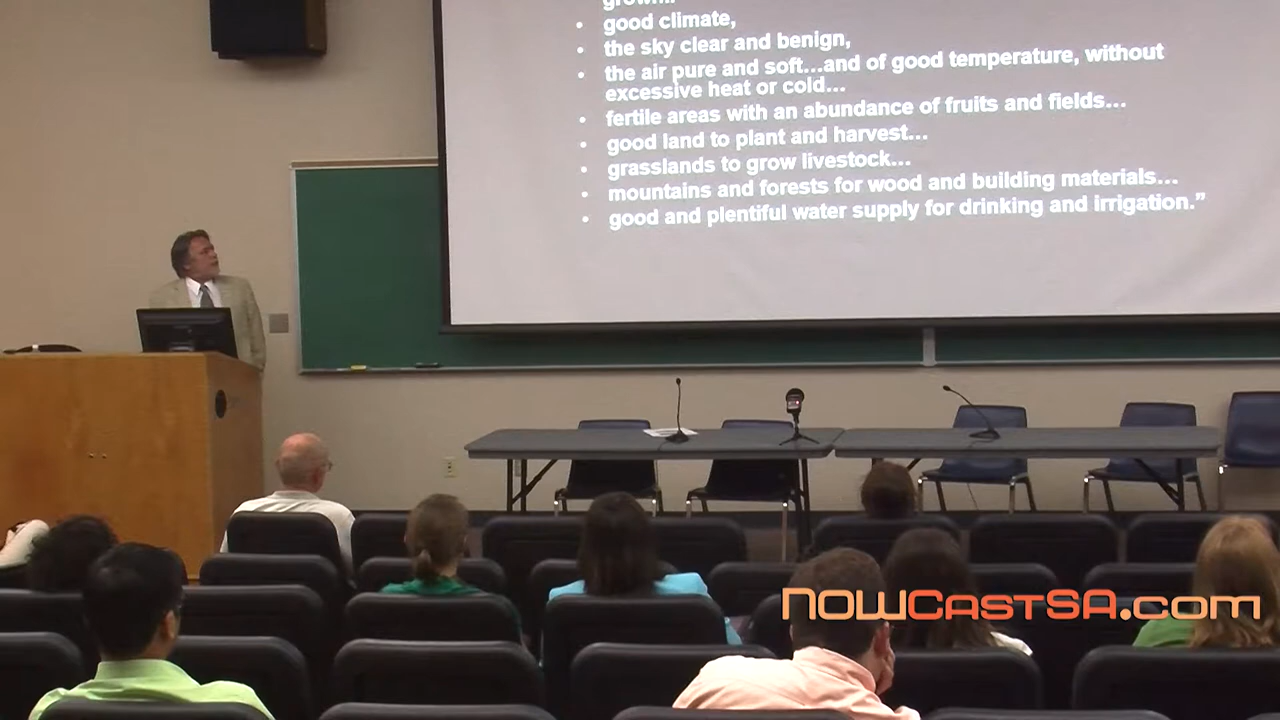 grown...
• good climate,
• the sky clear and benign,
• the air pure and soft...and of good temperature, without
excessive heat or cold...
• fertile areas with an abundance of fruits and fields...
• good land to plant and harvest...
• grasslands to grow livestock...
• mountains and forests for wood and building materials...
• good and plentiful water supply for drinking and irrigation.”
NOWCASTSA.com